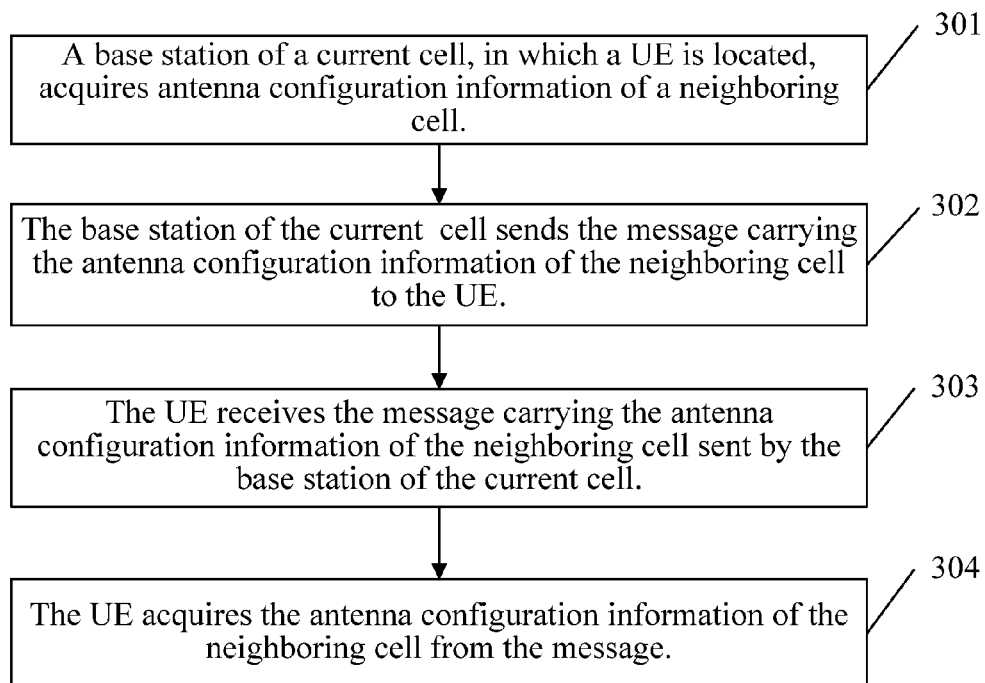 301
A base station of a current cell, in which a UE is located,
acquires antenna configuration information of a neighboring
cell.
302
The base station of the current cell sends the message carrying
the antenna configuration information of the neighboring cell
to the UE.
303
The UE receives the message carrying the antenna
configuration information of the neighboring cell sent by the
base station of the current cell.
304
The UE acquires the antenna configuration information of the
neighboring cell from the message.